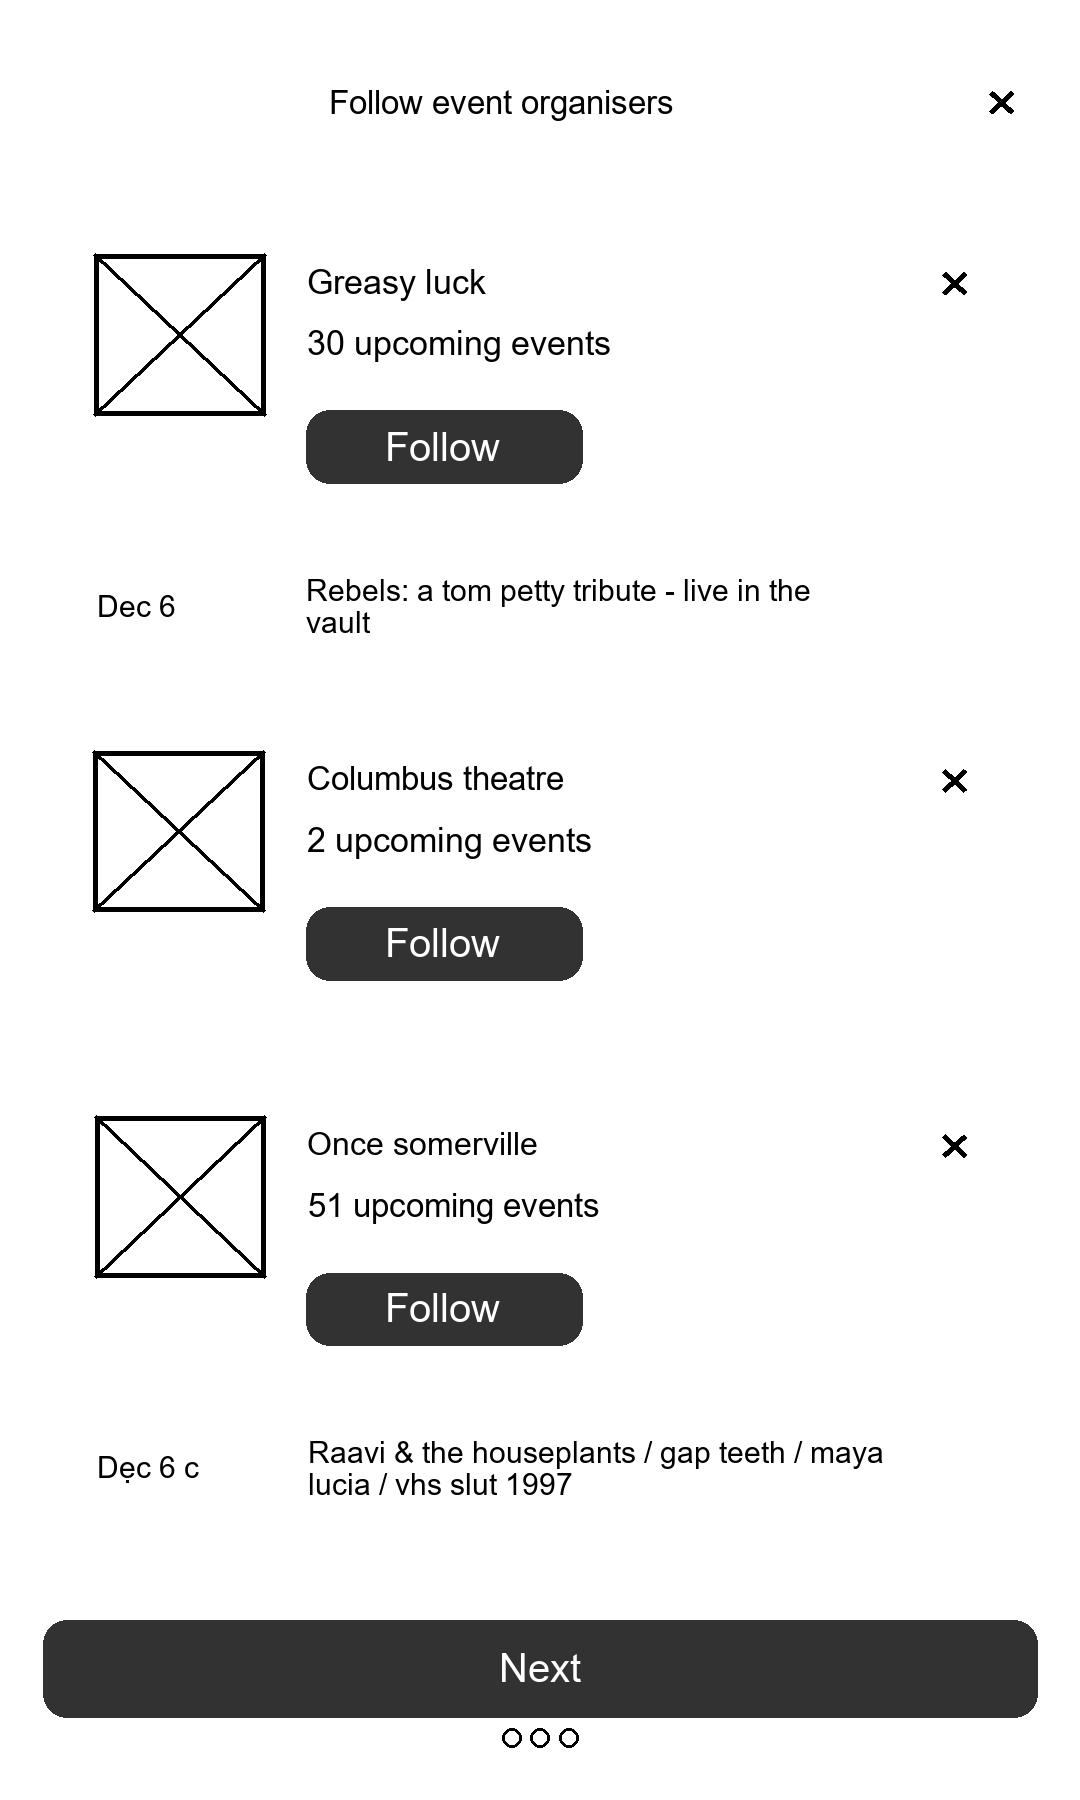 Follow event organisers
Greasy luck
30 upcoming events
Follow
Dec 6
Rebels: a tom petty tribute - live in the
vault
Columbus theatre
2 upcoming events
Follow
Once somerville
51 upcoming events
Follow
Dẹc 6 c
Raavi & the houseplants / gap teeth / maya
lucia / vhs slut 1997
Next